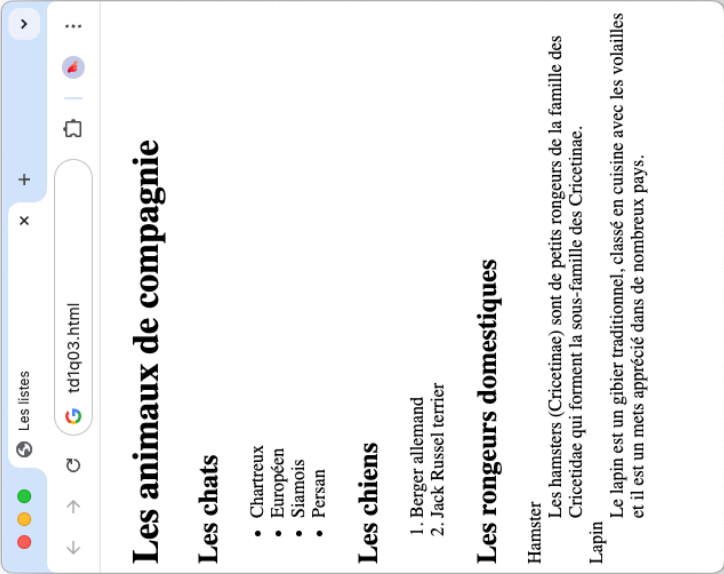 Les listes
td1q03.html
Les animaux de compagnie
Les chats
• Chartreux
• Européen
• Siamois
• Persan
Les chiens
1. Berger allemand
2. Jack Russel terrier
Les rongeurs domestiques
Hamster
Les hamsters (Cricetinae) sont de petits rongeurs de la famille des
Cricetidae qui forment la sous-famille des Cricetinae.
Lapin
Le lapin est un gibier traditionnel, classé en cuisine avec les volailles
et il est un mets apprécié dans de nombreux pays.